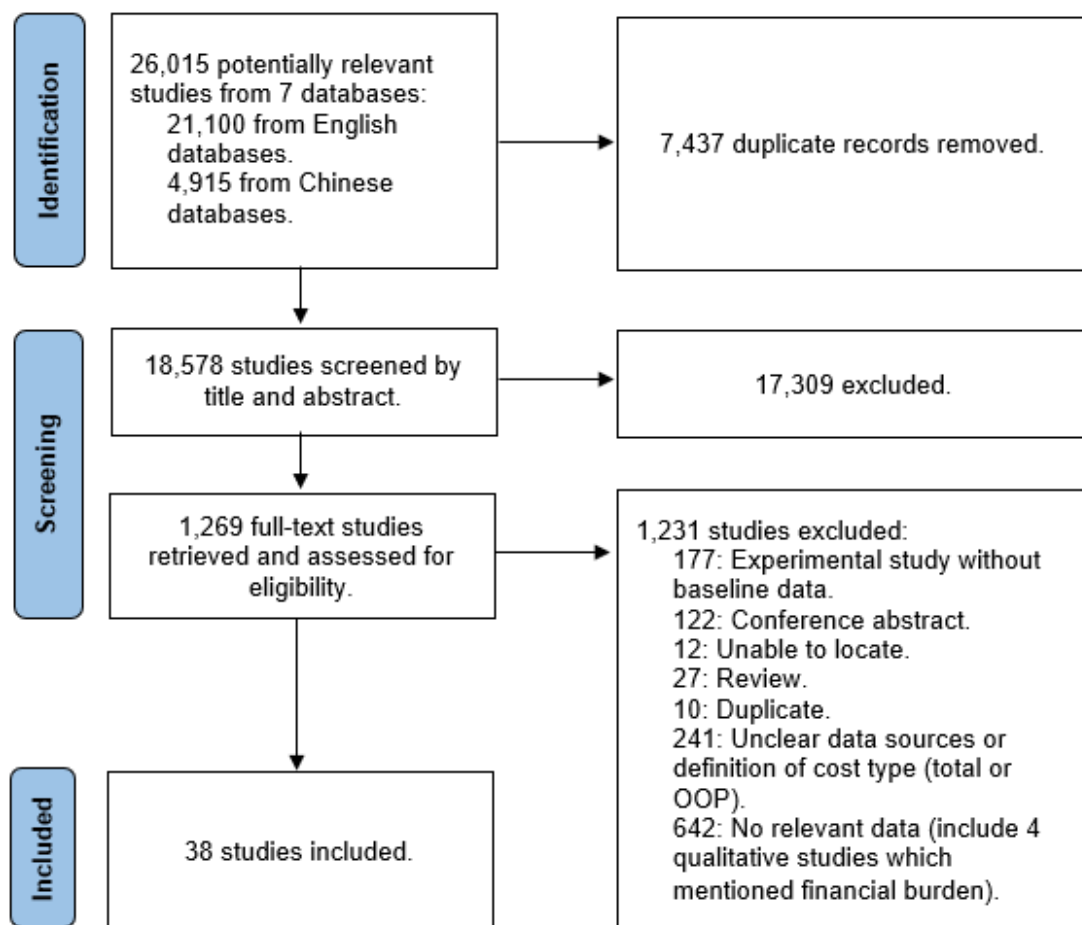 Identification
26,015 potentially relevant
studies from 7 databases:
21,100 from English
databases.
4,915 from Chinese
databases.
7,437 duplicate records removed.
Screening
18,578 studies screened by
title and abstract.
17,309 excluded.
1,269 full-text studies
retrieved and assessed for
eligibility.
1,231 studies excluded:
177: Experimental study without
baseline data.
122: Conference abstract.
12: Unable to locate.
27: Review.
10: Duplicate.
241: Unclear data sources or
definition of cost type (total or
OOP).
642: No relevant data (include 4
qualitative studies which
mentioned financial burden).
Included
38 studies included.